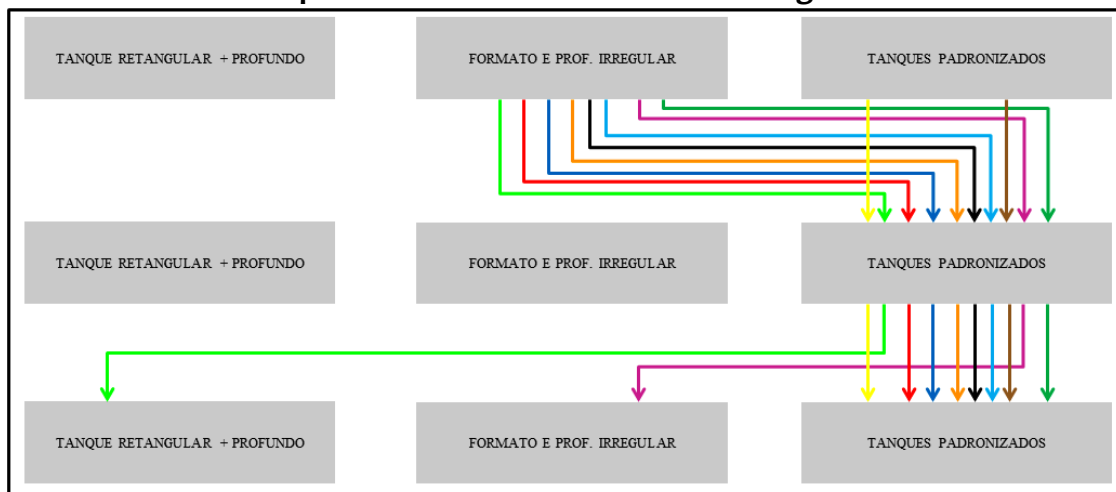 TANQUE RETANGULAR + PROFUNDO
FORMATO E PROF. IRREGULAR
TANQUES PADRONIZADOS
TANQUE RETANGULAR + PROFUNDO
FORMATO E PROF. IRREGULAR
TANQUES PADRONIZADOS
TANQUE RETANGULAR + PROFUNDO
FORMATO E PROF. IRREGULAR
TANQUES PADRONIZADOS